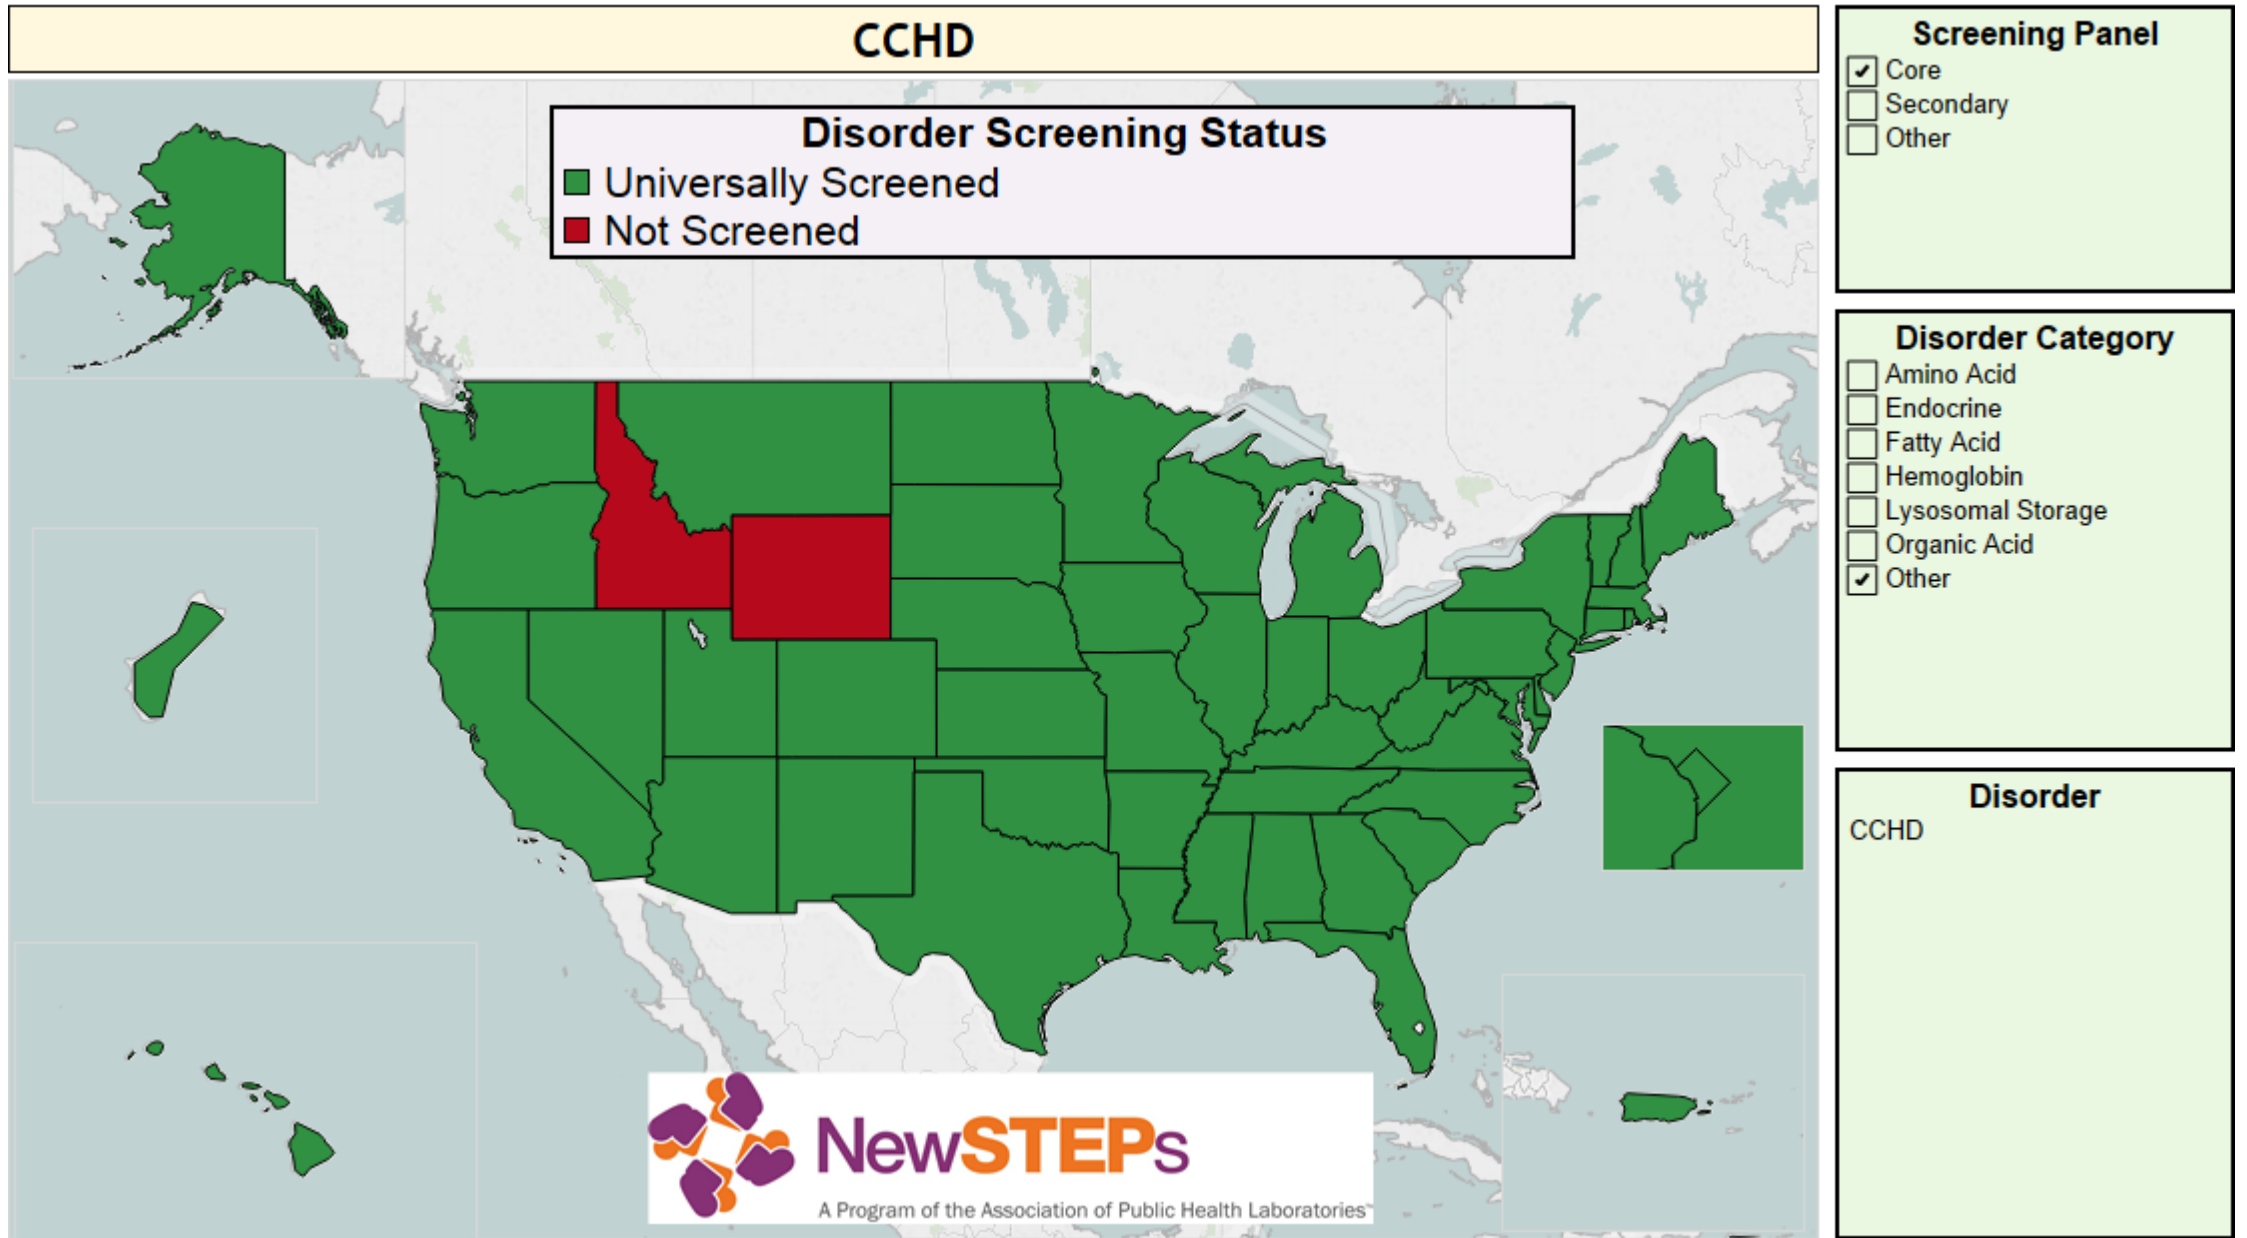 CCHD
Disorder Screening Status
Universally Screened
Not Screened
Screening Panel
Core
Secondary
Other
Disorder Category
Amino Acid
Endocrine
Fatty Acid
Hemoglobin
Lysosomal Storage
Organic Acid
Other
Disorder
CCHD
NewSTEPs
A Program of the Association of Public Health Laboratories™